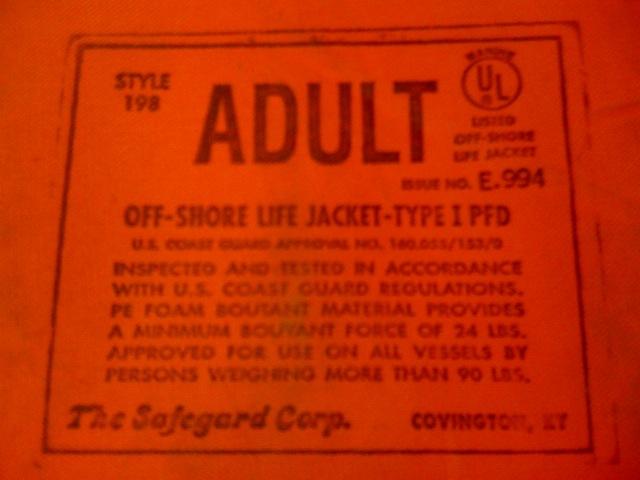 STYLE
198
ADULT
MARINE
UL
®
LISTED
OFF-SHORE
LIFE JACKET
ISSUE NO. E.994
OFF-SHORE LIFE JACKET-TYPE I PFD
U.S. COAST GUARD APPROVAL NO. 160.055/153/0
INSPECTED AND TESTED IN ACCORDANCE
WITH U.S. COAST GUARD REGULATIONS.
PE FOAM BOUYANT MATERIAL PROVIDES
A MINIMUM BOUYANT FORCE OF 24 LBS.
APPROVED FOR USE ON ALL VESSELS BY
PERSONS WEIGHING MORE THAN 90 LBS.
The Safegard Corp. COVINGTON, KY